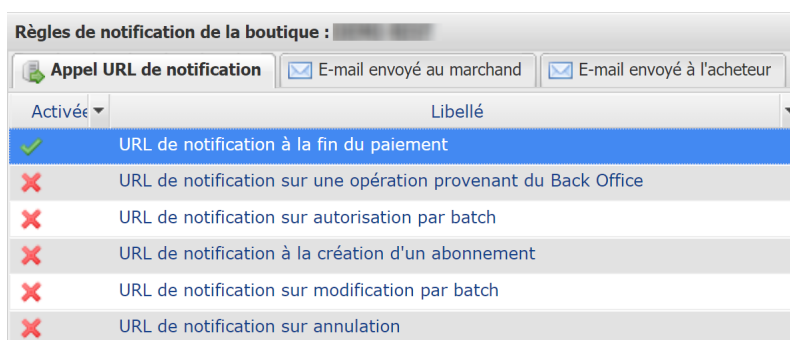 Règles de notification de la boutique :
Appel URL de notification E-mail envoyé au marchand E-mail envoyé à l'acheteur
Activée Libellé
URL de notification à la fin du paiement
URL de notification sur une opération provenant du Back Office
URL de notification sur autorisation par batch
URL de notification à la création d'un abonnement
URL de notification sur modification par batch
URL de notification sur annulation